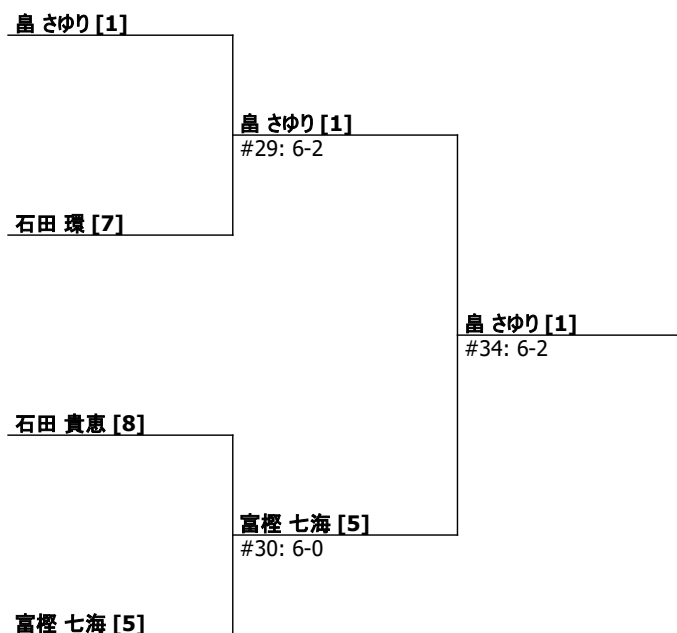 畠 さゆり [1]
畠 さゆり [1]
#29: 6-2
石田 環 [7]
畠 さゆり [1]
#34: 6-2
石田 貴恵 [8]
富樫 七海 [5]
#30: 6-0
富樫 七海 [5]